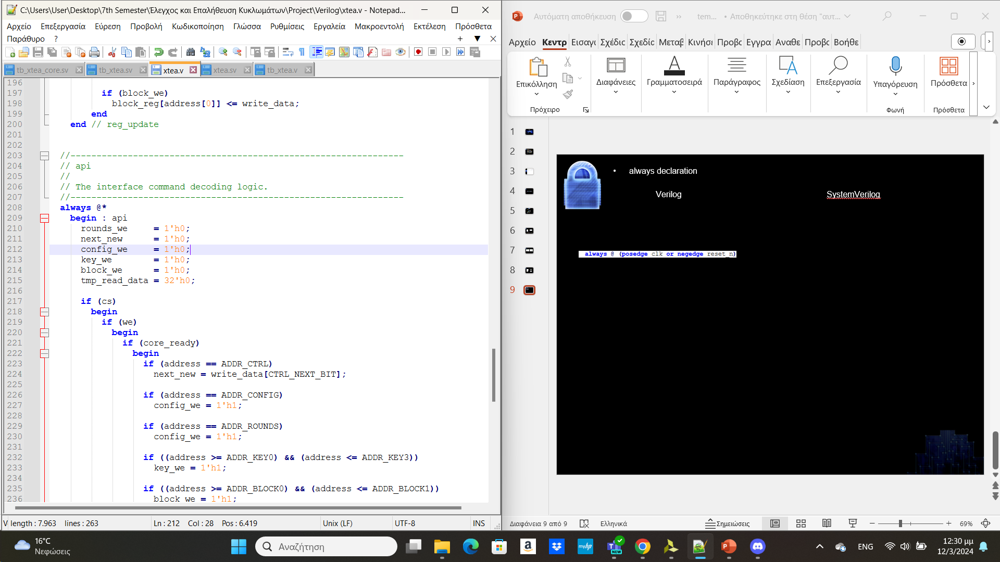 C:\Users\User\Desktop\7th Semester\Έλεγχος και Επαλήθευση Κυκλωμάτων\Project\Verilog\xtea.v - Notepad...
Αρχείο Επεξεργασία Εύρεση Προβολή Κωδικοποίηση Γλώσσα Ρυθμίσεις Εργαλεία Μακροεντολή Εκτέλεση Πρόσθετα
Παράθυρο ?
tb_xtea_core.sv tb_xtea.sv xtea.v xtea.sv tb_xtea.v
196
197 if (block_we)
198 block_reg[address[0]] <= write_data;
199 end
200 end // reg_update
201
202
203 //----------------------------------------------------------------
204 // api
205 //
206 // The interface command decoding logic.
207 //----------------------------------------------------------------
208 always @*
209 begin : api
210 rounds_we = 1'h0;
211 next_new = 1'h0;
212 config_we = 1'h0;
213 key_we = 1'h0;
214 block_we = 1'h0;
215 tmp_read_data = 32'h0;
216
217 if (cs)
218 begin
219 if (we)
220 begin
221 if (core_ready)
222 begin
223 if (address == ADDR_CTRL)
224 next_new = write_data[CTRL_NEXT_BIT];
225
226 if (address == ADDR_CONFIG)
227 config_we = 1'h1;
228
229 if (address == ADDR_ROUNDS)
230 config_we = 1'h1;
231
232 if ((address >= ADDR_KEY0) && (address <= ADDR_KEY3))
233 key_we = 1'h1;
234
235 if ((address >= ADDR_BLOCK0) && (address <= ADDR_BLOCK1))
236 block_we = 1'h1;
V length : 7.963 lines : 263 Ln : 212 Col : 28 Pos : 6.419 Unix (LF) UTF-8 INS
Αυτόματη αποθήκευση tem... • Αποθηκεύτηκε στη θέση "αυτ...
Αρχείο Κεντρ Εισαγι Σχέδις Σχεδίς Μεταβ Κινήσε Προβο Εγγρα Αναθε Προβο Βοήθε
Επικόλληση Διαφάνειες Γραμματοσειρά Παράγραφος Σχεδίαση Επεξεργασία Υπαγόρευση Πρόσθετα
Πρόχειρο Φωνή Πρόσθετα
1
2
3
4
5
6
7
8
9
• always declaration
Verilog SystemVerilog
always @ (posedge clk or negedge reset_n)
Διαφάνεια 9 από 9 Ελληνικά Σημειώσεις 69%
16°C
Νεφώσεις
Αναζήτηση
a
myhp
NEW
ENG
12:30 μμ
12/3/2024